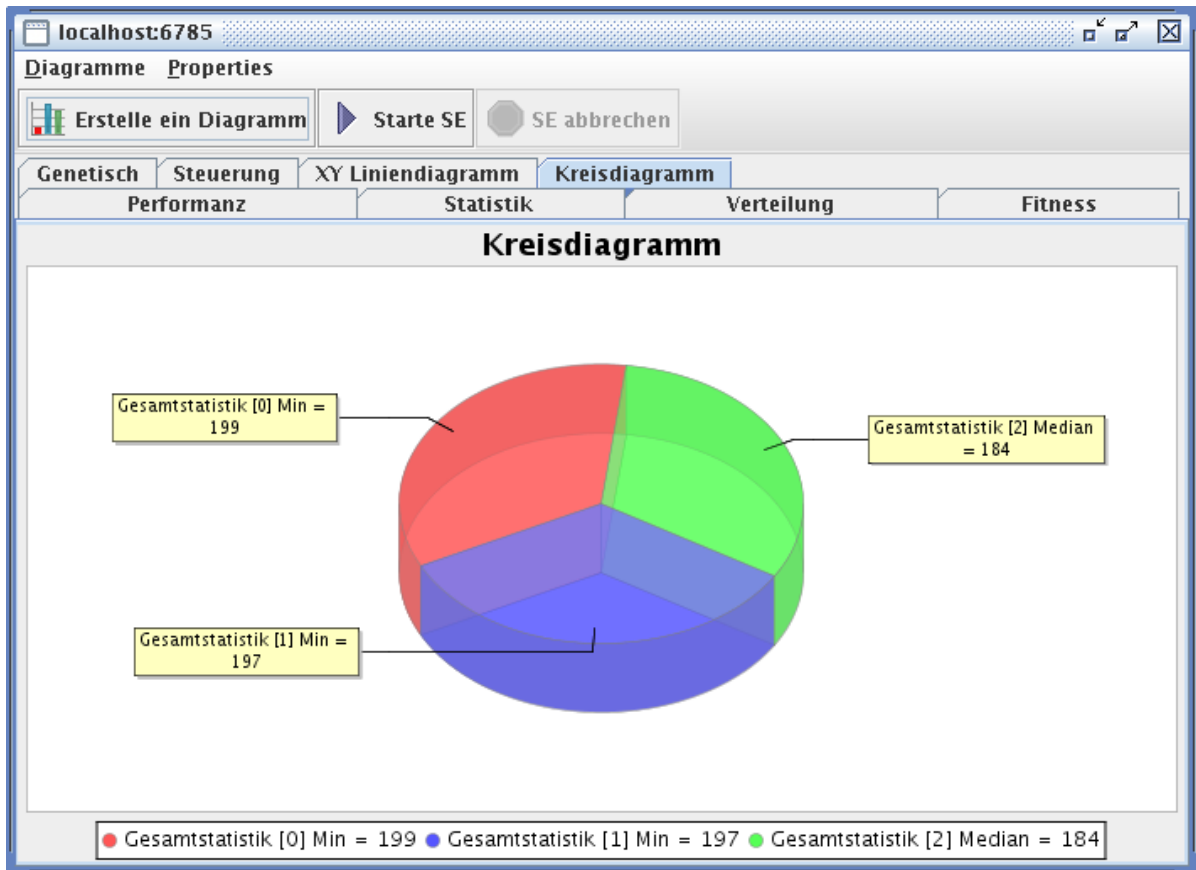 localhost:6785
Diagramme Properties
Erstelle ein Diagramm Starte SE SE abbrechen
Genetisch Steuerung XY Liniendiagramm Kreisdiagramm
Performanz Statistik Verteilung Fitness
Kreisdiagramm
Gesamtstatistik [0] Min =
199
Gesamtstatistik [2] Median
= 184
Gesamtstatistik [1] Min =
197
Gesamtstatistik [0] Min = 199 Gesamtstatistik [1] Min = 197 Gesamtstatistik [2] Median = 184